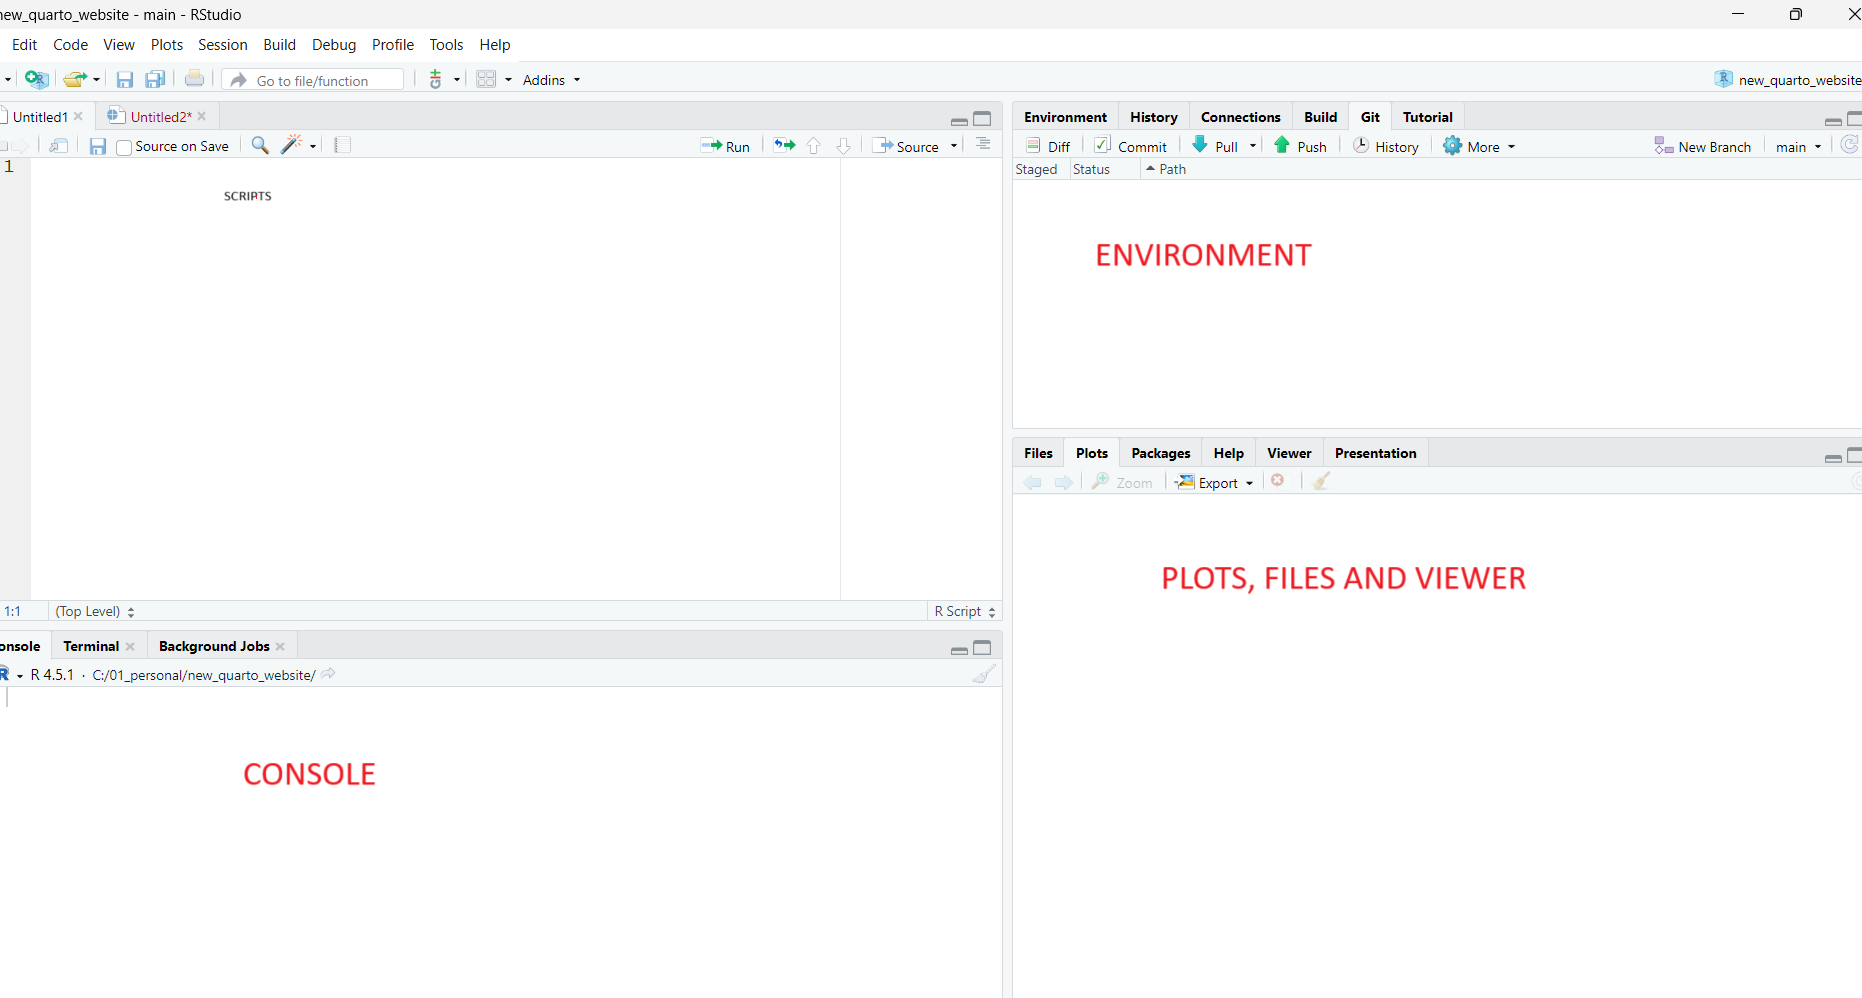 new_quarto_website - main - RStudio
Edit Code View Plots Session Build Debug Profile Tools Help
Go to file/function Addins new_quarto_website
Untitled1 Untitled2*
Source on Save Run Source
1
SCRIPTS
1:1 (Top Level) R Script
Console Terminal Background Jobs
R 4.5.1 · C:/01_personal/new_quarto_website/
CONSOLE
Environment History Connections Build Git Tutorial
Diff Commit Pull Push History More New Branch main
Staged Status Path
ENVIRONMENT
Files Plots Packages Help Viewer Presentation
Zoom Export
PLOTS, FILES AND VIEWER